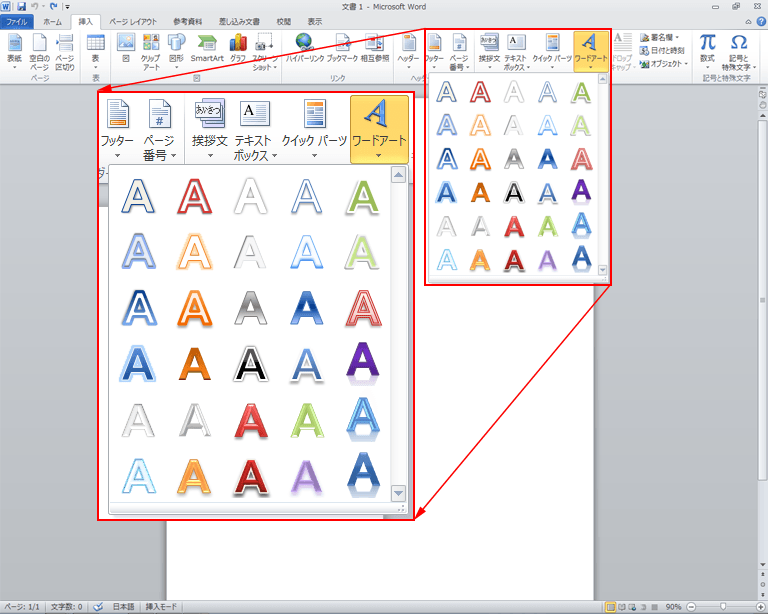 文書 1 - Microsoft Word
ファイル ホーム 挿入 ページ レイアウト 参考資料 差し込み文書 校閲 表示
表紙 空白のページ ページ区切り
ページ
表
表
図 クリップアート 図形 SmartArt グラフ スクリーンショット
図
ハイパーリンク ブックマーク 相互参照
リンク
ヘッダー フッター ページ番号
ヘッ
挨拶文 テキストボックス クイック パーツ ワードアート ドロップキャップ
署名欄
日付と時刻
オブジェクト
数式 記号と特殊文字
記号と特殊文字
フッター ページ番号
挨拶文 テキストボックス クイック パーツ ワードアート
あいさつ
A
A A A A A
A A A A A
A A A A A
A A A A A
A A A A A
A A A A A
A A A A A
A A A A A
A A A A A
A A A A A
A A A A A
A A A A A
ページ: 1/1 文字数: 0 日本語 挿入モード 90%